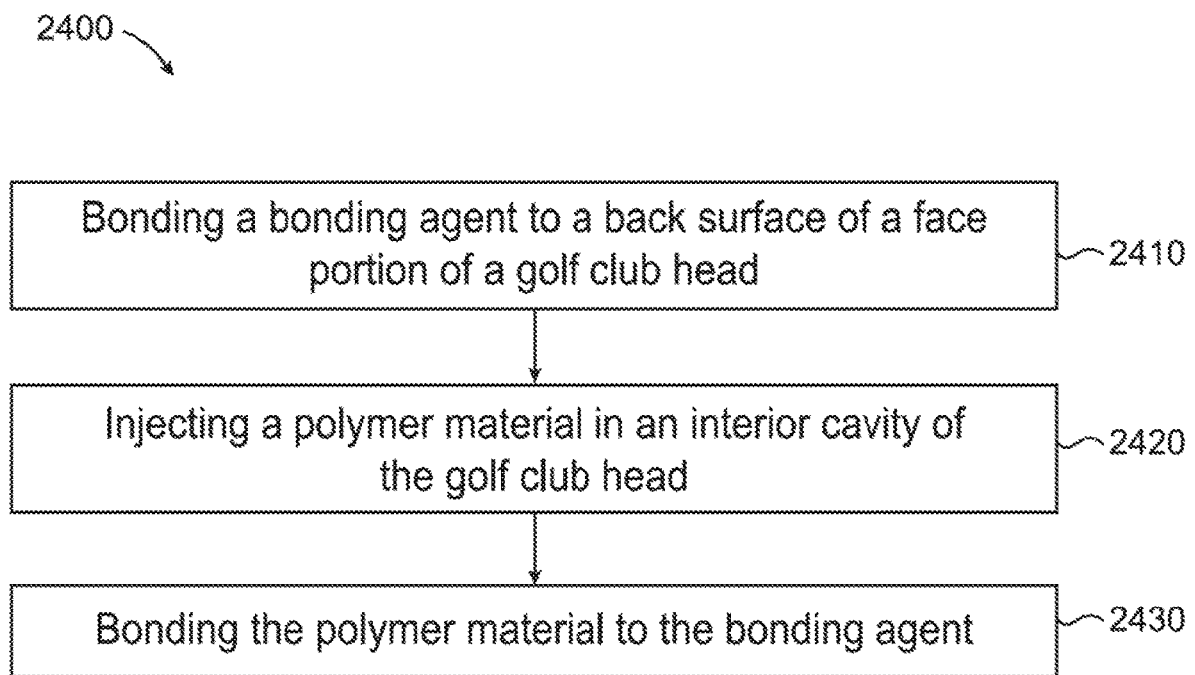 2400
Bonding a bonding agent to a back surface of a face
portion of a golf club head
2410
Injecting a polymer material in an interior cavity of
the golf club head
2420
Bonding the polymer material to the bonding agent
2430